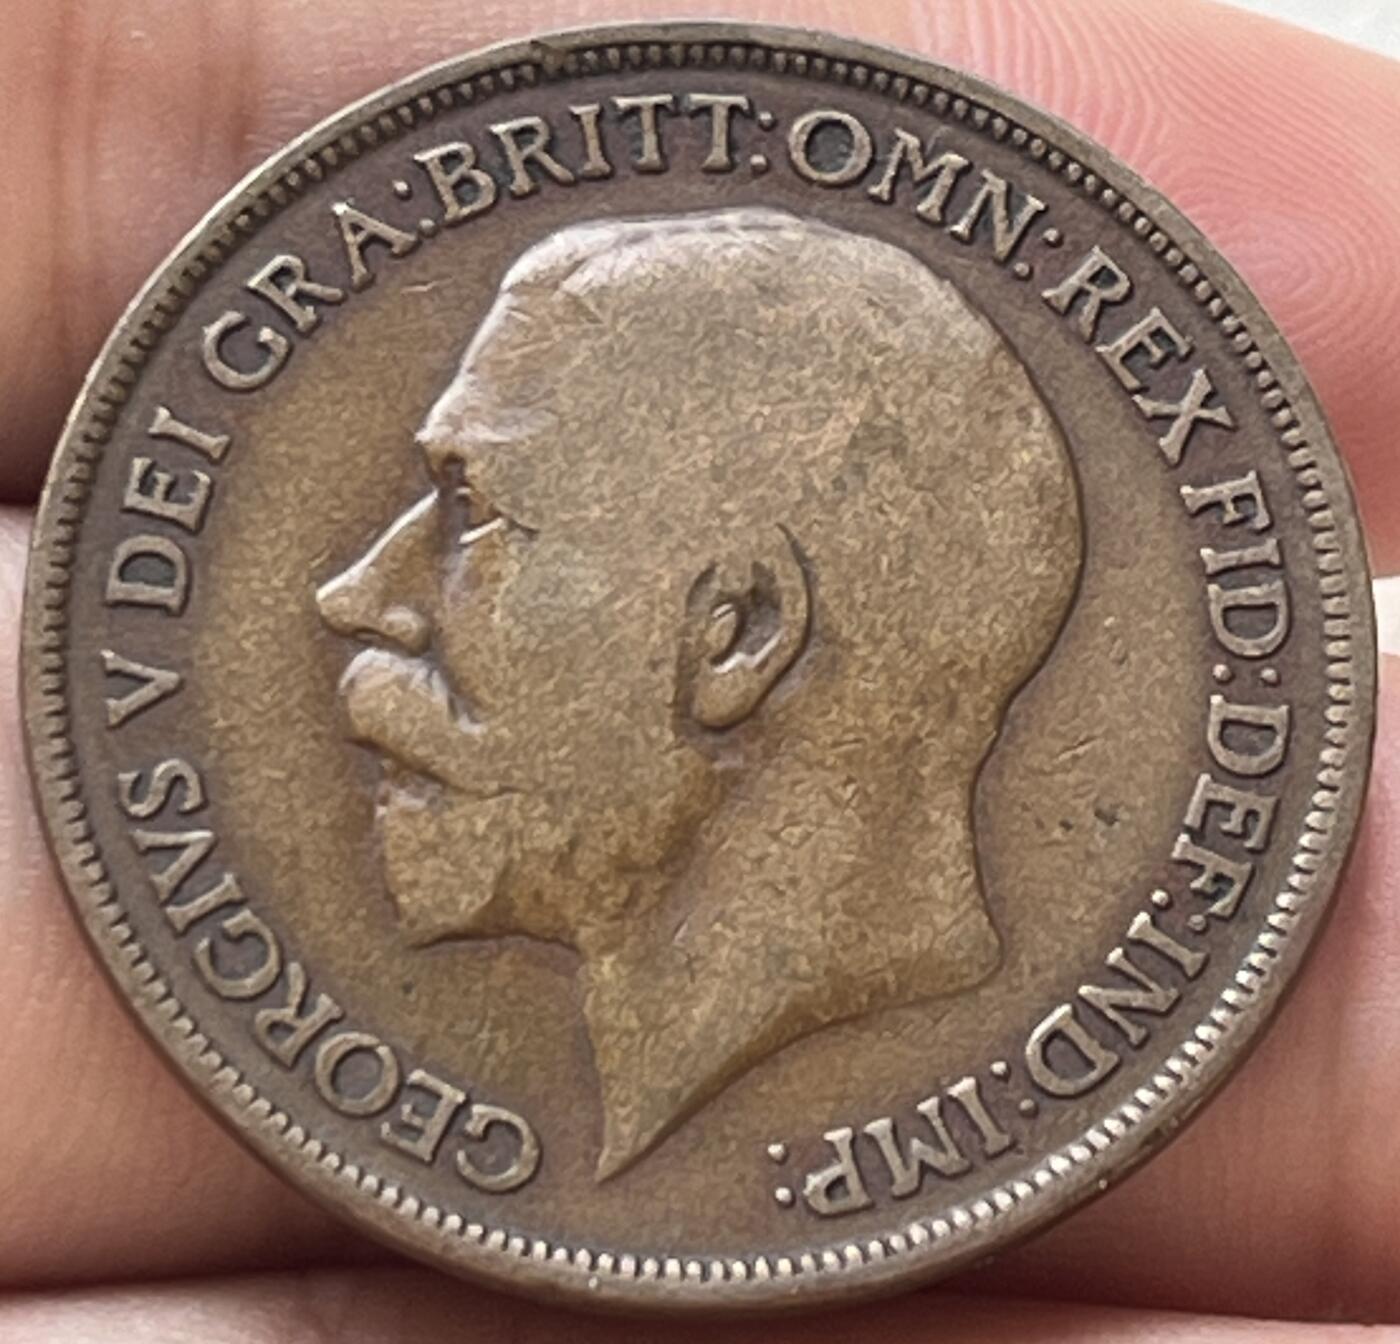 GEORGIVS V DEI GRA: BRITT: OMN: REX FID: DEF: IND: IMP: